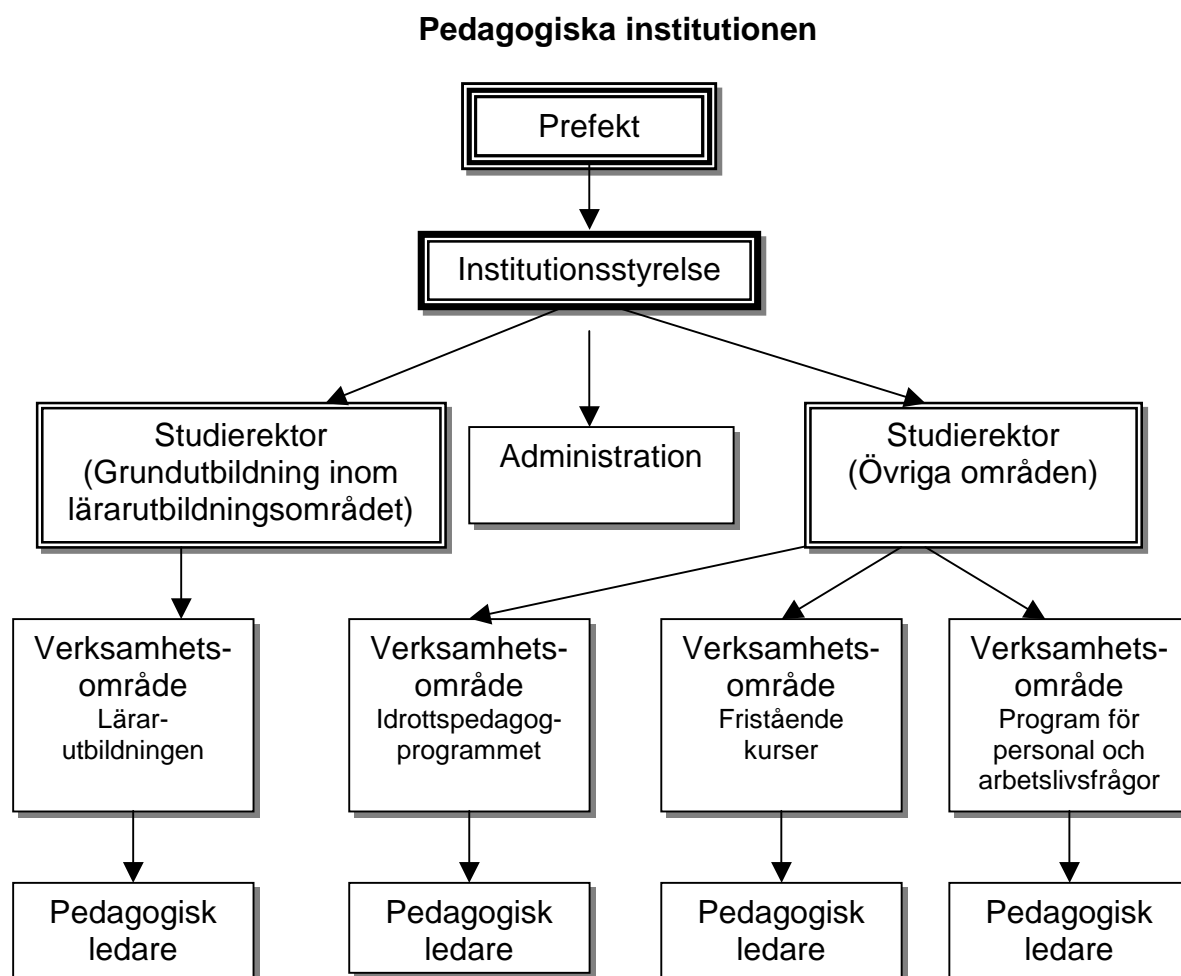 Pedagogiska institutionen
Prefekt
Institutionsstyrelse
Studierektor
(Grundutbildning inom
lärarutbildningsområdet)
Administration
Studierektor
(Övriga områden)
Verksamhets-
område
Lärar-
utbildningen
Verksamhets-
område
Idrottspedagog-
programmet
Verksamhets-
område
Fristående
kurser
Verksamhets-
område
Program för
personal och
arbetslivsfrågor
Pedagogisk
ledare
Pedagogisk
ledare
Pedagogisk
ledare
Pedagogisk
ledare